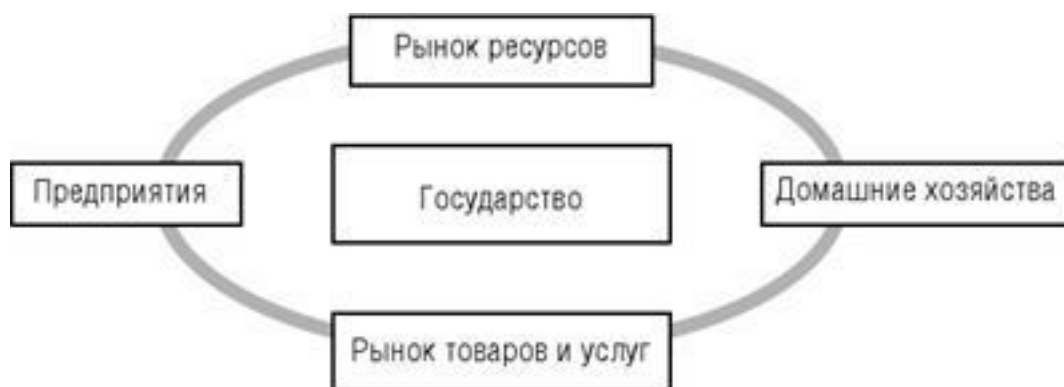 Рынок ресурсов
Предприятия
Государство
Домашние хозяйства
Рынок товаров и услуг